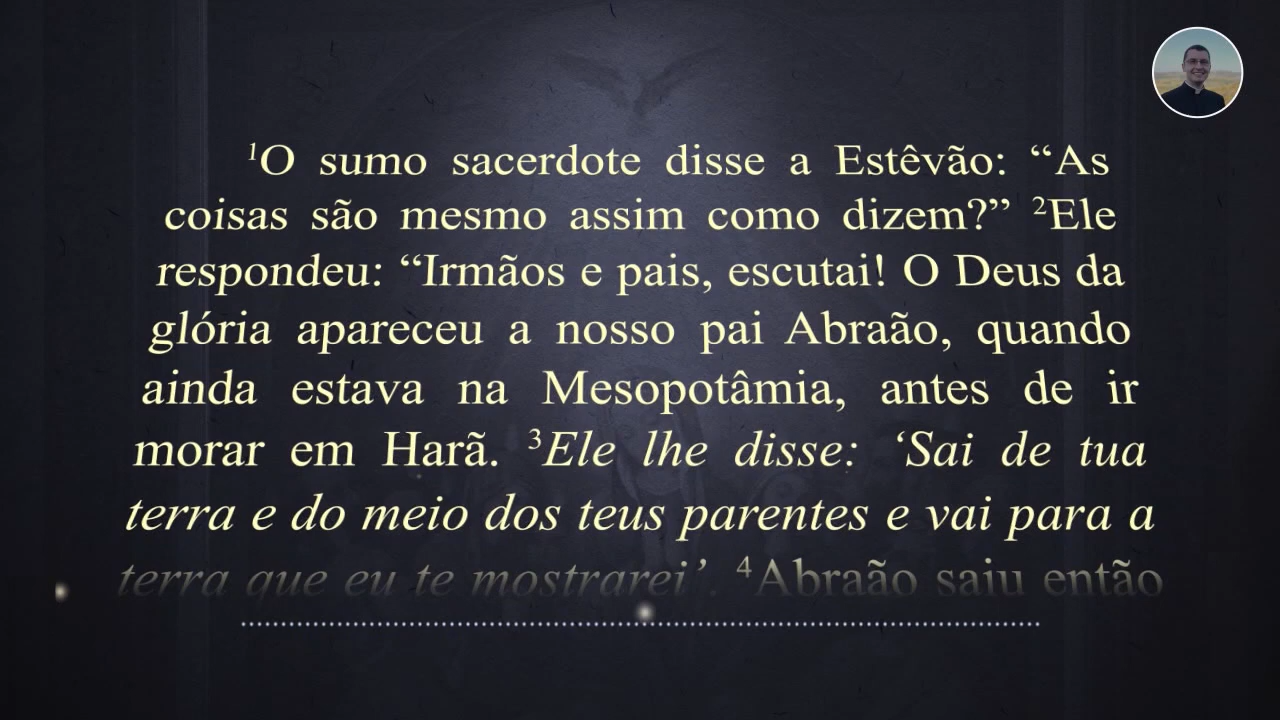 ¹O sumo sacerdote disse a Estêvão: “As
coisas são mesmo assim como dizem?” ²Ele
respondeu: “Irmãos e pais, escutai! O Deus da
glória apareceu a nosso pai Abraão, quando
ainda estava na Mesopotâmia, antes de ir
morar em Harã. ³Ele lhe disse: ‘Sai de tua
terra e do meio dos teus parentes e vai para a
terra que eu te mostrarei’. ⁴Abraão saiu então